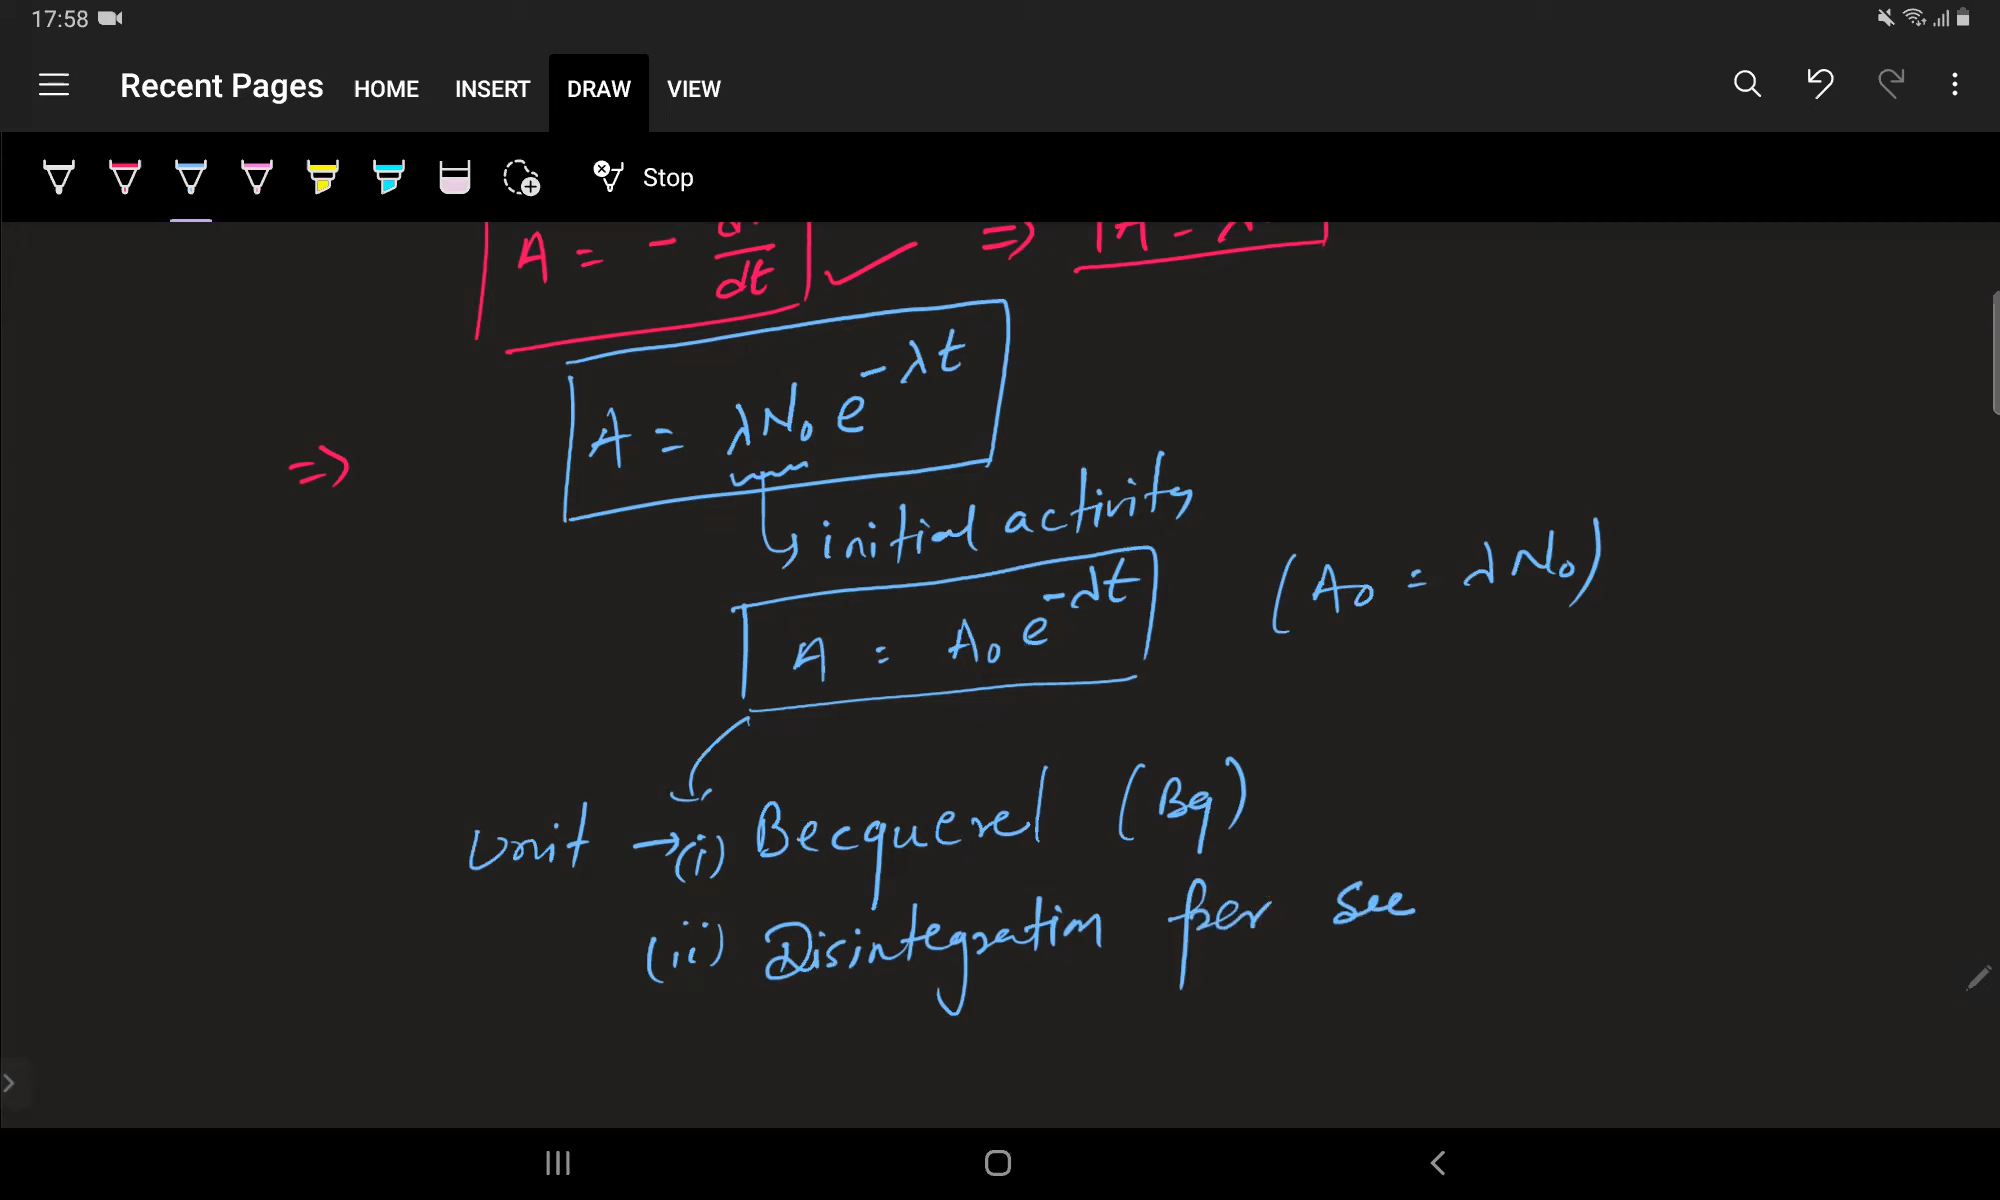 17:58
Recent Pages HOME INSERT DRAW VIEW
Stop
A = - dt => A = λ
=> A = λN₀ e^-λt
initial activity
A = A₀ e^-λt (A₀ = λN₀)
Unit →(i) Becquerel (Bq)
(ii) Disintegration per sec